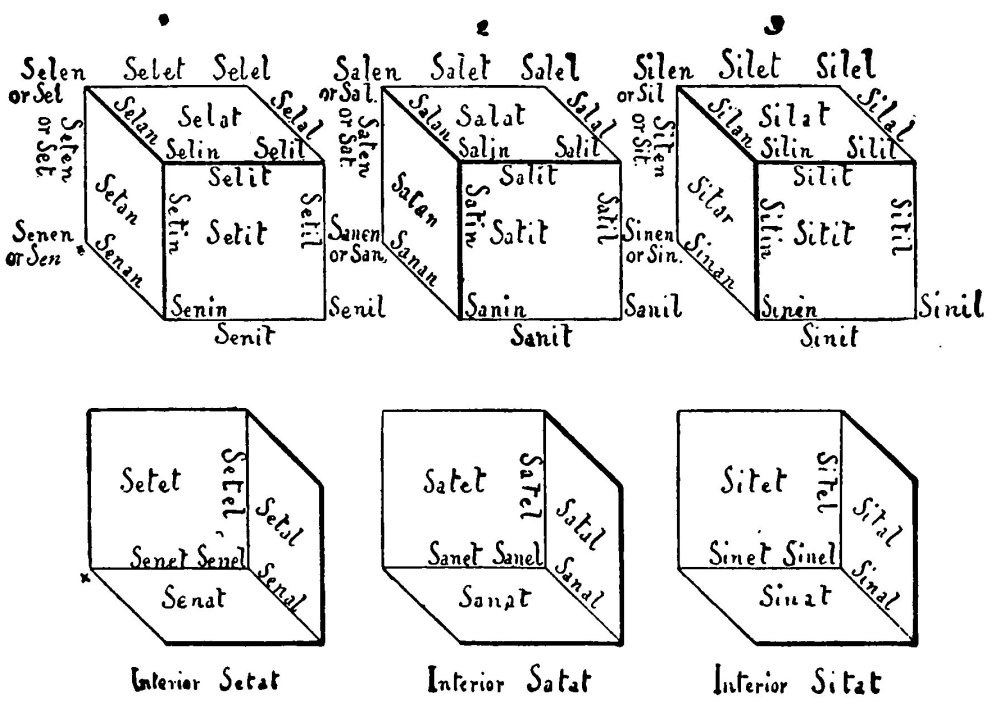 1 2 3
Selen Selet Selel Salen Salet Salel Silen Silet Silel
or Sel or Sal. or Sil
Seten or Set Selan Selat Selal Saten or Sat. Salan Salat Salal Siten or Sit. Silan Silat Silal
Selin Selil Salin Salil Silin Silil
Selit Salit Silit
Setan Setin Setit Setil Satan Satin Satit Satil Sitan Sitin Sitit Sitil
Senen Sanen Sinen
or Sen or San, or Sin.
Senan Sanan Sinan
Senin Senil Sanin Sanil Sinin Sinil
Senit Sanit Sinit
Setet Setel Setal Satet Satel Satal Sitet Sitel Sital
Senet Senel Senal Sanet Sanel Sanal Sinet Sinel Sinal
Senat Sanat Sinat
Interior Setat Interior Satat Interior Sitat